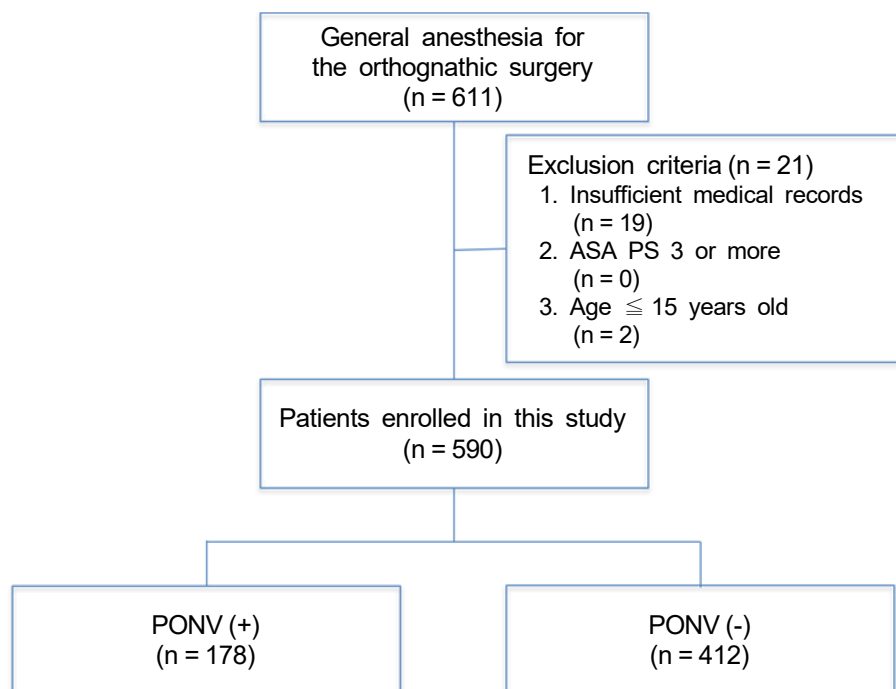 General anesthesia for
the orthognathic surgery
(n = 611)
Exclusion criteria (n = 21)
1. Insufficient medical records
(n = 19)
2. ASA PS 3 or more
(n = 0)
3. Age ≦ 15 years old
(n = 2)
Patients enrolled in this study
(n = 590)
PONV (+)
(n = 178)
PONV (-)
(n = 412)